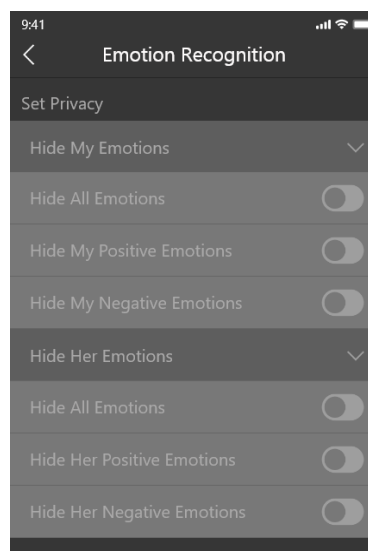 9:41
Emotion Recognition
Set Privacy
Hide My Emotions
Hide All Emotions
Hide My Positive Emotions
Hide My Negative Emotions
Hide Her Emotions
Hide All Emotions
Hide Her Positive Emotions
Hide Her Negative Emotions